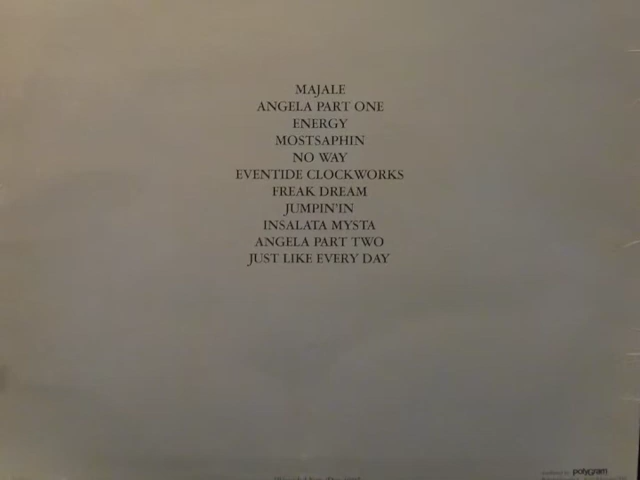 MAJALE
ANGELA PART ONE
ENERGY
MOSTSAPHIN
NO WAY
EVENTIDE CLOCKWORKS
FREAK DREAM
JUMPIN'IN
INSALATA MYSTA
ANGELA PART TWO
JUST LIKE EVERY DAY
polygram